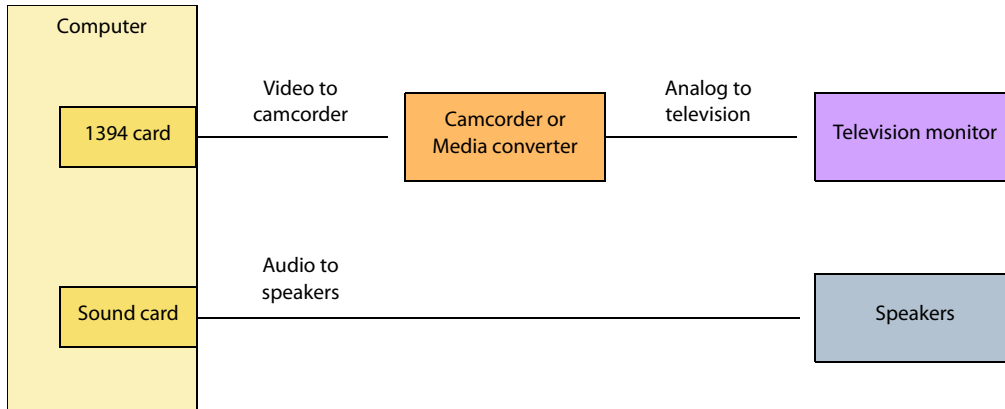 Computer
Video to
camcorder
Analog to
television
1394 card
Camcorder or
Media converter
Television monitor
Audio to
speakers
Sound card
Speakers